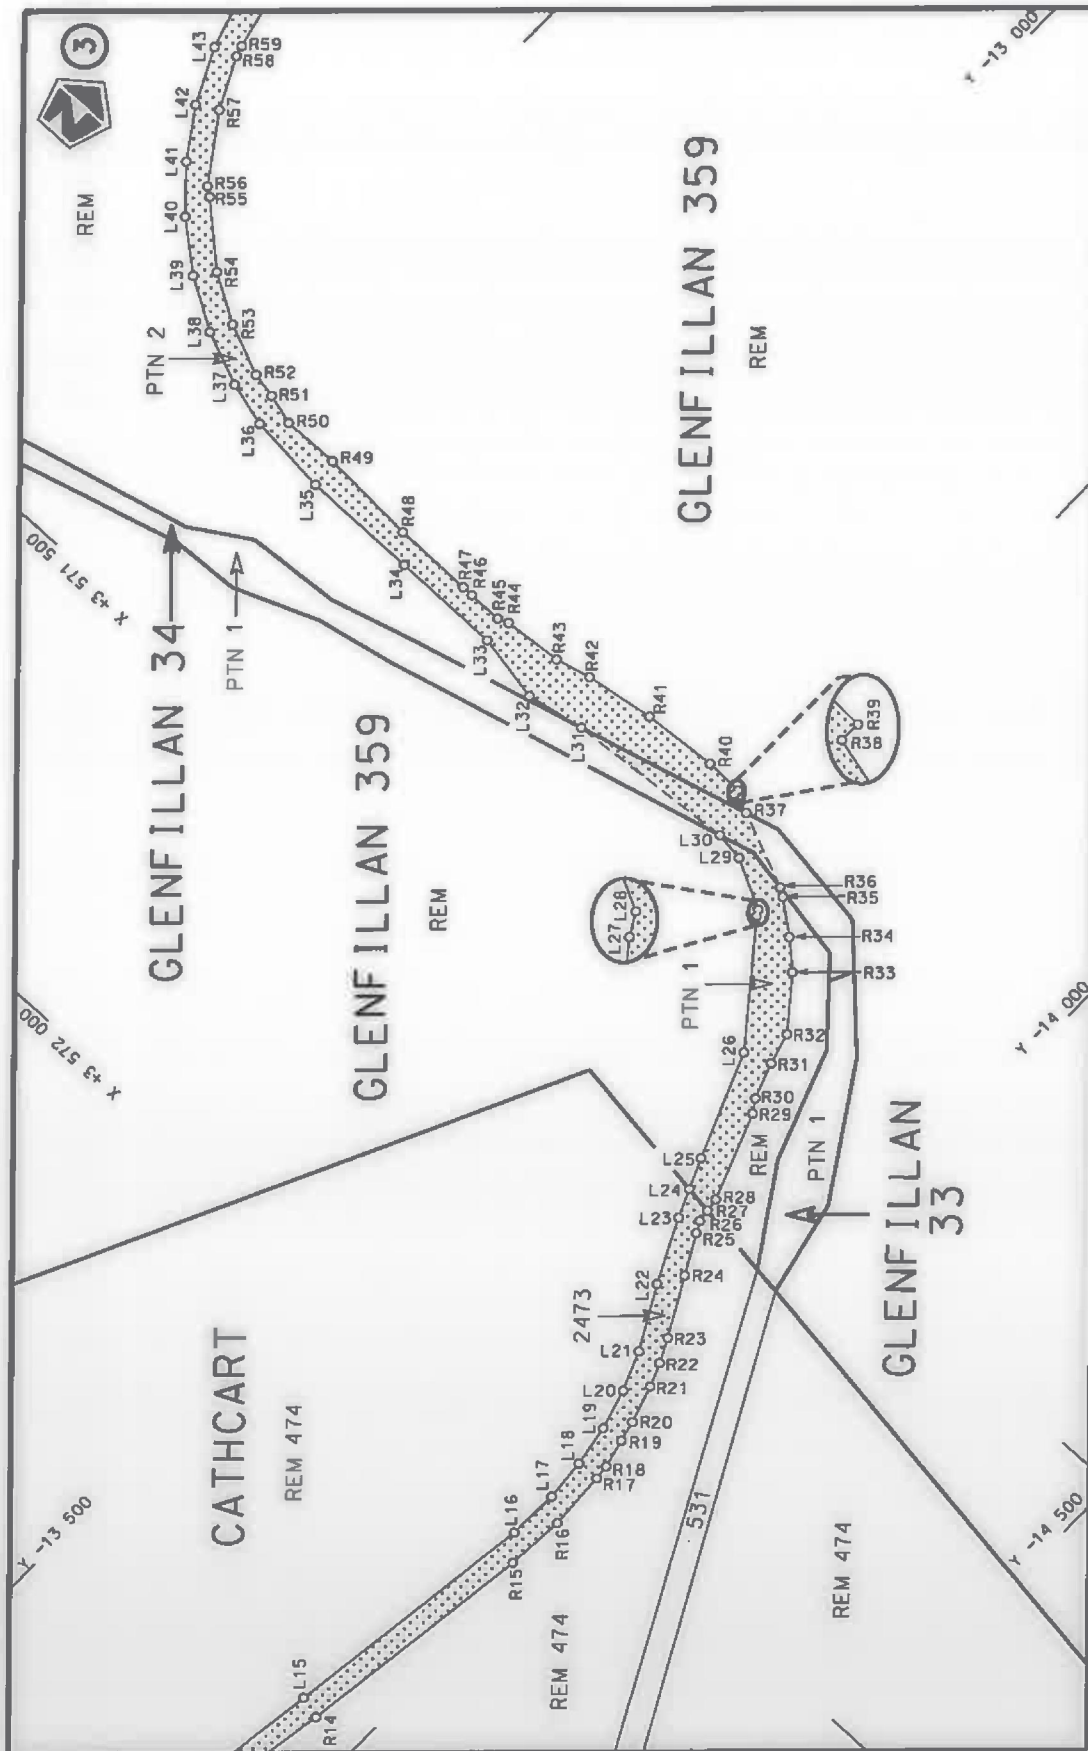 3
REM
L43
L42
L41
L40
L39
L38
L37
L36
L35
L34
L33
L32
L31
L30
L29
L28
L27
L26
L25
L24
L23
L22
L21
L20
L19
L18
L17
L16
L15
R59
R58
R57
R56
R55
R54
R53
R52
R51
R50
R49
R48
R47
R46
R45
R44
R43
R42
R41
R40
R39
R38
R37
R36
R35
R34
R33
R32
R31
R30
R29
R28
R27
R26
R25
R24
R23
R22
R21
R20
R19
R18
R17
R16
R15
R14
PTN 2
GLENFILLAN 359
REM
GLENFILLAN 34
PTN 1
GLENFILLAN 359
REM
PTN 1
REM
PTN 1
GLENFILLAN
33
CATHCART
REM 474
2473
REM 474
531
REM 474
X +3 571 500
X +3 572 000
Y -13 000
Y -13 500
Y -14 000
Y -14 500